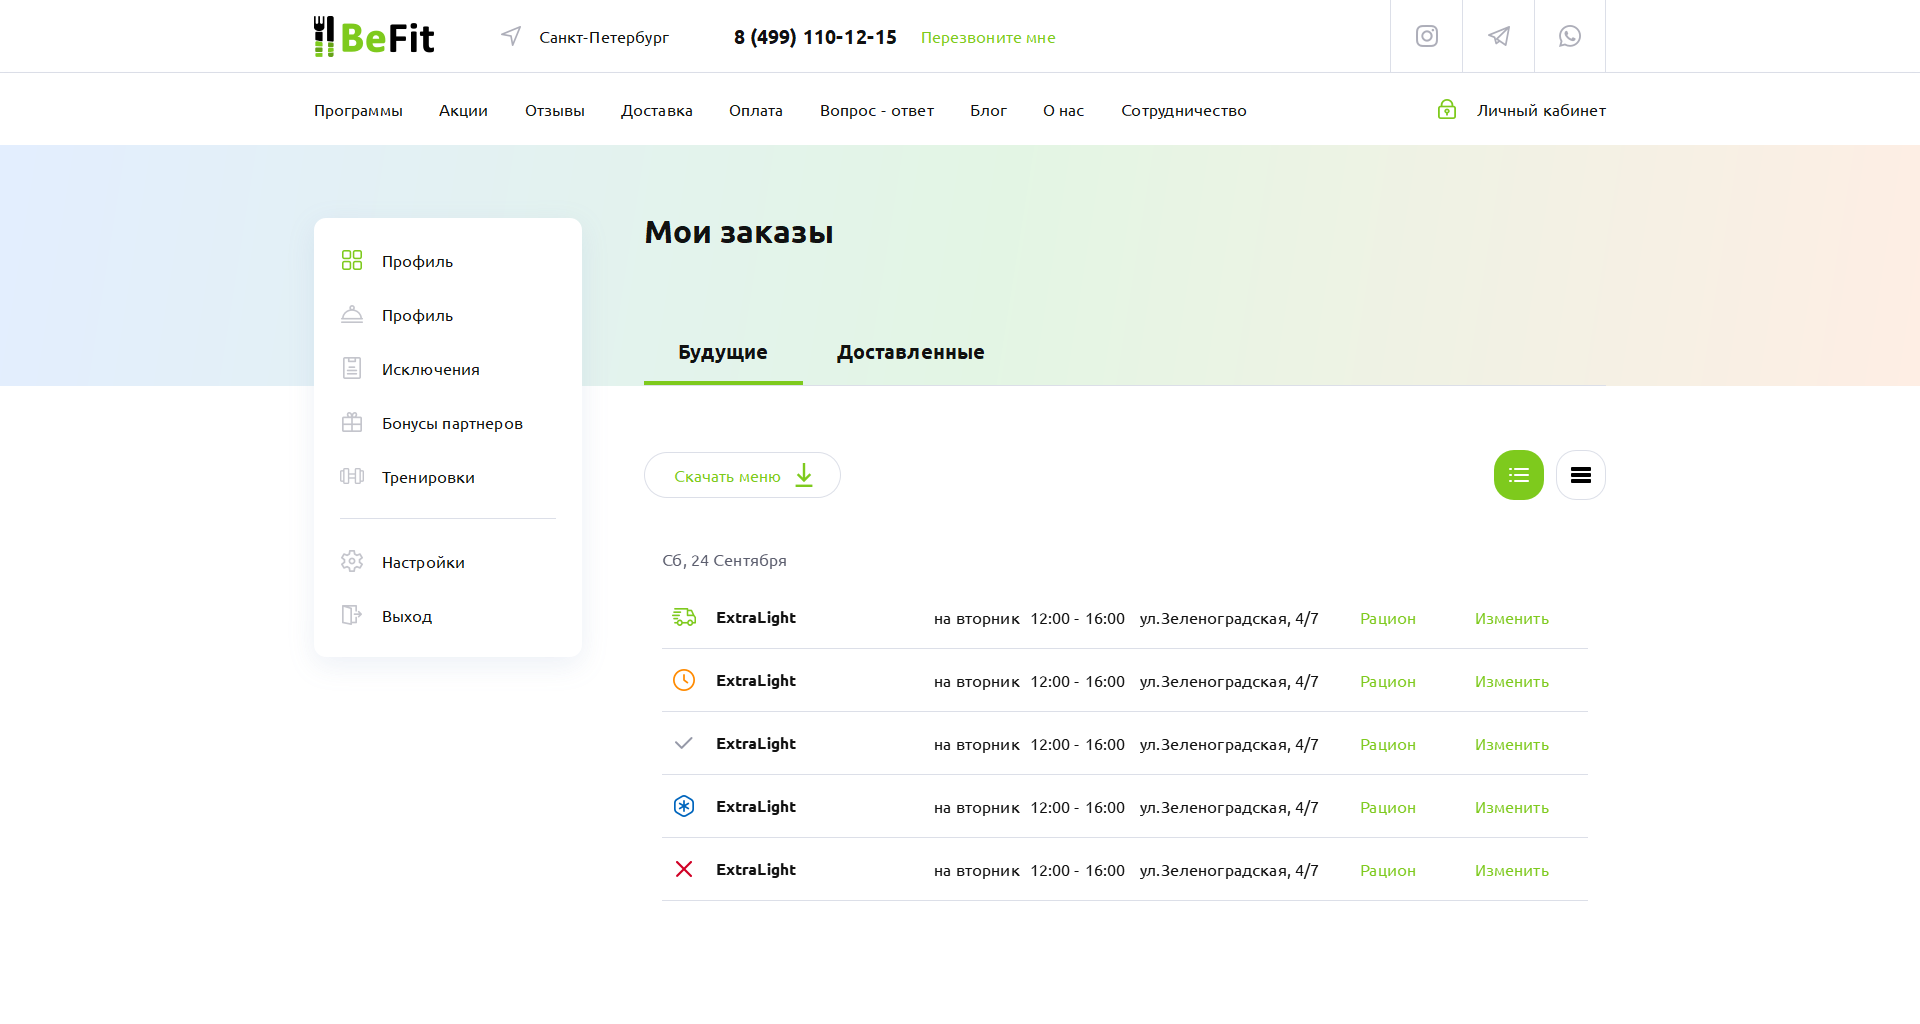 BeFit Санкт-Петербург 8 (499) 110-12-15 Перезвоните мне
Программы Акции Отзывы Доставка Оплата Вопрос - ответ Блог О нас Сотрудничество Личный кабинет
Профиль
Профиль
Исключения
Бонусы партнеров
Тренировки
Настройки
Выход
Мои заказы
Будущие Доставленные
Скачать меню
Сб, 24 Сентября
ExtraLight на вторник 12:00 - 16:00 ул.Зеленоградская, 4/7 Рацион Изменить
ExtraLight на вторник 12:00 - 16:00 ул.Зеленоградская, 4/7 Рацион Изменить
ExtraLight на вторник 12:00 - 16:00 ул.Зеленоградская, 4/7 Рацион Изменить
ExtraLight на вторник 12:00 - 16:00 ул.Зеленоградская, 4/7 Рацион Изменить
ExtraLight на вторник 12:00 - 16:00 ул.Зеленоградская, 4/7 Рацион Изменить